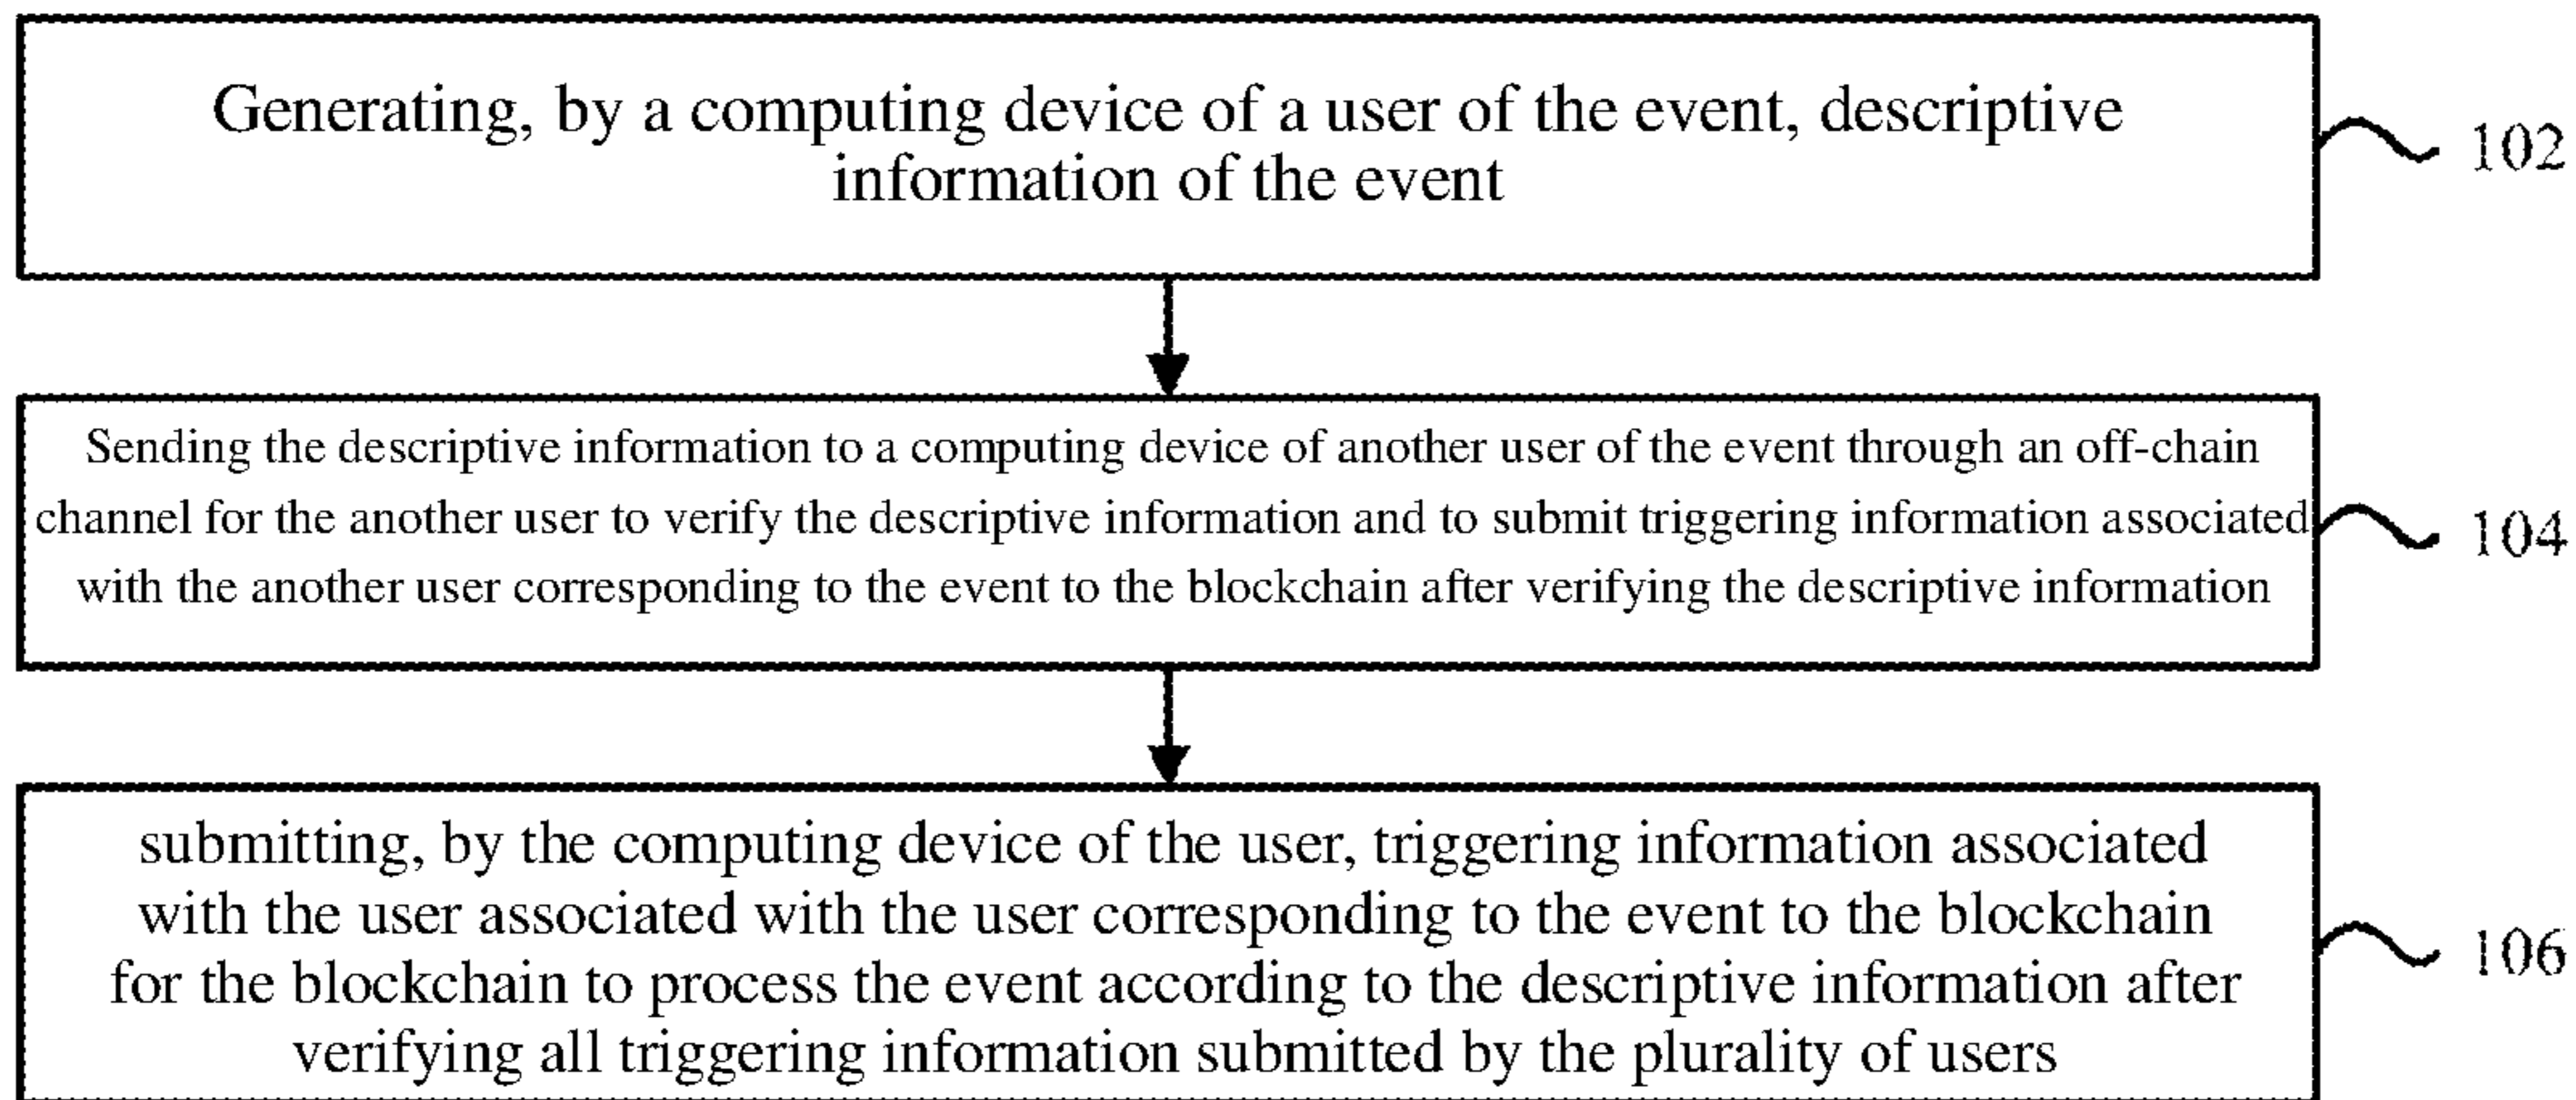 Generating, by a computing device of a user of the event, descriptive
information of the event
102
Sending the descriptive information to a computing device of another user of the event through an off-chain
channel for the another user to verify the descriptive information and to submit triggering information associated
with the another user corresponding to the event to the blockchain after verifying the descriptive information
104
submitting, by the computing device of the user, triggering information associated
with the user associated with the user corresponding to the event to the blockchain
for the blockchain to process the event according to the descriptive information after
verifying all triggering information submitted by the plurality of users
106